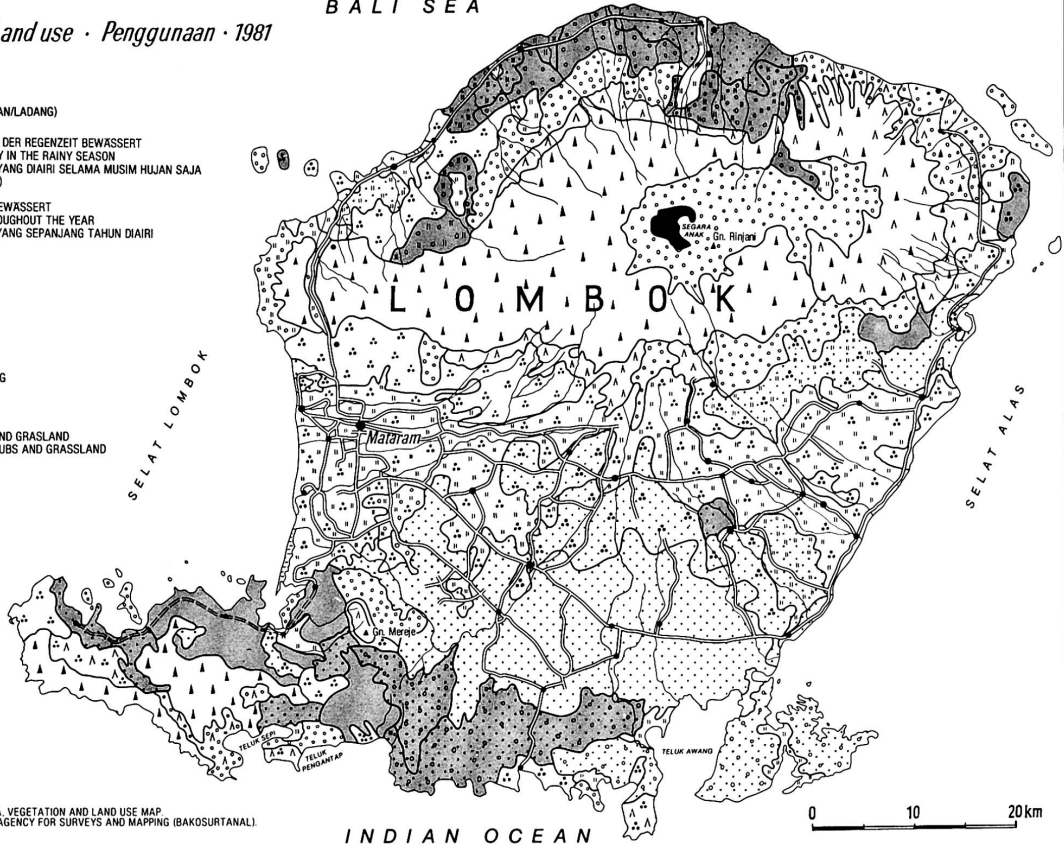 BALI SEA
and use · Penggunaan · 1981
AN/LADANG)
DER REGENZEIT BEWÄSSERT
Y IN THE RAINY SEASON
YANG DIAIRI SELAMA MUSIM HUJAN SAJA
)
EWÄSSERT
OUGHOUT THE YEAR
YANG SEPANJANG TAHUN DIAIRI
SEGARA
ANAK
Gn. Rinjani
LOMBOK
G
ND GRASLAND
UBS AND GRASSLAND
SELAT LOMBOK
Mataram
SELAT ALAS
Gn. Mereje
TELUK SEPI
TELUK
PENGANTAP
TELUK AWANG
A. VEGETATION AND LAND USE MAP.
AGENCY FOR SURVEYS AND MAPPING (BAKOSURTANAL).
INDIAN OCEAN
0 10 20 km